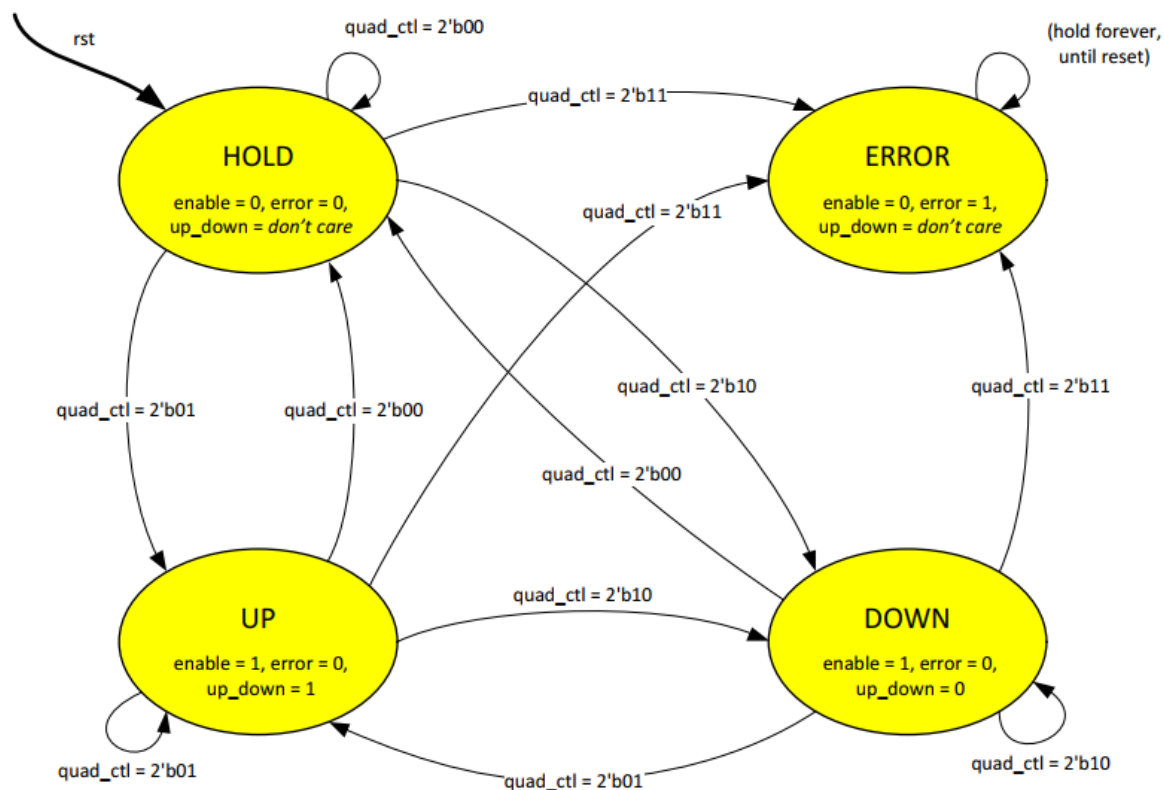 rst
quad_ctl = 2'b00
(hold forever,
until reset)
quad_ctl = 2'b11
HOLD
enable = 0, error = 0,
up_down = don't care
ERROR
enable = 0, error = 1,
up_down = don't care
quad_ctl = 2'b11
quad_ctl = 2'b10
quad_ctl = 2'b11
quad_ctl = 2'b01
quad_ctl = 2'b00
quad_ctl = 2'b00
quad_ctl = 2'b10
UP
enable = 1, error = 0,
up_down = 1
DOWN
enable = 1, error = 0,
up_down = 0
quad_ctl = 2'b01
quad_ctl = 2'b01
quad_ctl = 2'b10